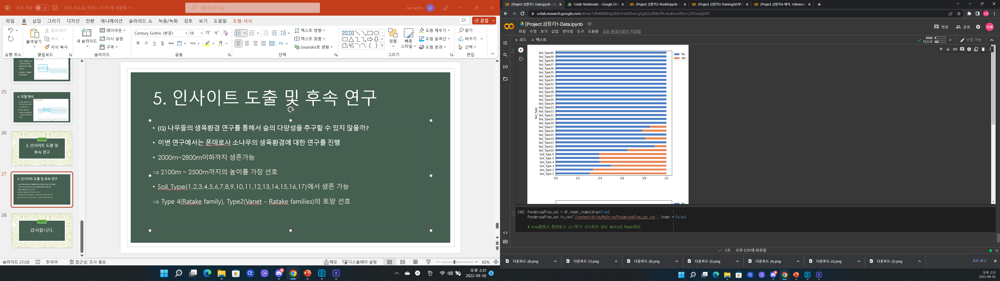 자동 저장 끔 AI15_이소림_섹션2 • 이 PC에 저장됨
검색(Alt+Q)
lee solim LS
파일 홈 삽입 그리기 디자인 전환 애니메이션 슬라이드 쇼 녹음/녹화 검토 보기 도움말 도형 서식
공유
붙여넣기
잘라내기
복사
서식 복사
새 슬라이드
레이아웃
다시 설정
구역
Century Gothic (본문) 18
텍스트 방향
텍스트 맞춤
SmartArt로 변환
정렬
빠른 스타일
도형 채우기
도형 윤곽선
도형 효과
찾기
바꾸기
선택
실행 취소 클립보드 슬라이드 글꼴 단락 그리기 편집
25
4. 모델 해석
26
5. 인사이트 도출 및
후속 연구
27
5. 인사이트 도출 및 후속 연구
28
감사합니다.
5. 인사이트 도출 및 후속 연구
• (Q) 나무들의 생육환경 연구를 통해서 숲의 다양성을 추구할 수 있지 않을까?
• 이번 연구에서는 폰데로사 소나무의 생육환경에 대한 연구를 진행
• 2000m~2800m이하까지 생존가능
⇒ 2100m ~ 2500m까지의 높이를 가장 선호
• Soil_Type(1,2,3,4,5,6,7,8,9,10,11,12,13,14,15,16,17)에서 생존 가능
⇒ Type 4(Ratake family), Type2(Vanet - Ratake families)의 토양 선호
슬라이드 27/28 한국어 접근성: 조사 필요
메모 디스플레이 설정 82%
한 오후 2:31
2022-09-30 6
[Project 2]정리1-Data.ipynb - Co
Colab Notebooks - Google Driv
[Project 2]정리2-Model.ipynb -
[Project 2]정리3-Training(XG부스
[Project 2]정리4-해석, Inference
colab.research.google.com/drive/1dN4RB8IVgQhb1Fobi05mCgSyjKZuXB4z?hl=ko#scrollTo=I_l47xoUgV07
소림
[Project 2]정리1-Data.ipynb
파일 수정 보기 삽입 런타임 도구 도움말 모든 변경사항이 저장됨
댓글 공유 소림
+ 코드 + 텍스트
RAM
디스크
수정 가능
{x}
Soil_Type
Soil_Type40
Soil_Type39
Soil_Type38
Soil_Type37
Soil_Type36
Soil_Type35
Soil_Type34
Soil_Type33
Soil_Type32
Soil_Type31
Soil_Type28
Soil_Type27
Soil_Type26
Soil_Type24
Soil_Type23
Soil_Type22
Soil_Type21
Soil_Type20
Soil_Type19
Soil_Type17
Soil_Type16
Soil_Type15
Soil_Type14
Soil_Type13
Soil_Type11
Soil_Type10
Soil_Type 6
Soil_Type 5
Soil_Type 4
Soil_Type 3
Soil_Type 2
Soil_Type 1
0.0 0.2 0.4 0.6 0.8 1.0
No
Yes
No
[44] PonderosaPine_out = df.reset_index(drop=True)
PonderosaPine_out.to_csv("/content/drive/MyDrive/PonderosaPine_out.csv", index = False)
# Area중에서 폰테로사 소나무가 서식하지 않는 Neota와 Rawah제외
1초 오후 2:31에 완료됨
다운로드 (8).png
다운로드 (7).png
다운로드 (6).png
다운로드 (5).png
다운로드 (4).png
다운로드 (3).png
다운로드 (2).png
모두 표시
오후 2:31
2022-09-30